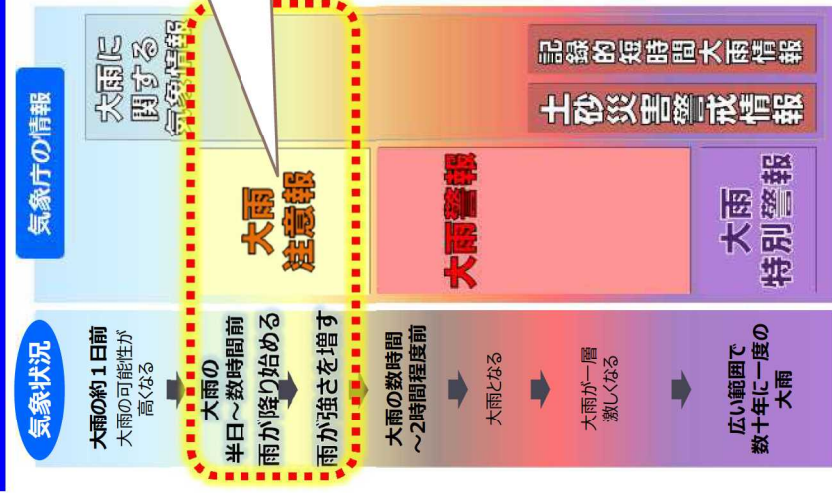 気象状況
気象庁の情報
大雨の約1日前
大雨の可能性が
高くなる
大雨の
半日～数時間前
雨が降り始める
雨が強さを増す
大雨の数時間
～2時間程度前
大雨となる
大雨が一層
激しくなる
広い範囲で
数十年に一度の
大雨
大雨に
関する
気象情報
大雨
注意報
大雨警報
大雨
特別警報
土砂災害警戒情報
記録的短時間大雨情報